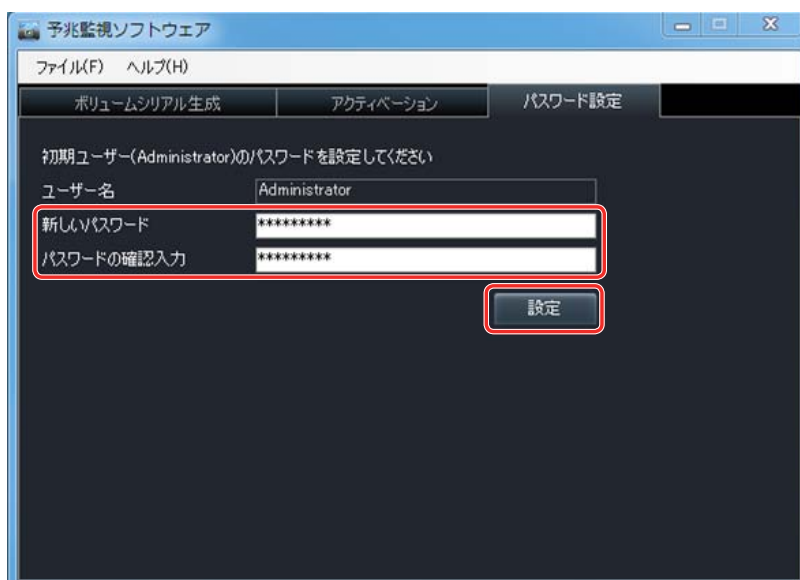 予兆監視ソフトウェア
ファイル(F) ヘルプ(H)
ボリュームシリアル生成 アクティベーション パスワード設定
初期ユーザー(Administrator)のパスワードを設定してください
ユーザー名 Administrator
新しいパスワード *********
パスワードの確認入力 *********
設定